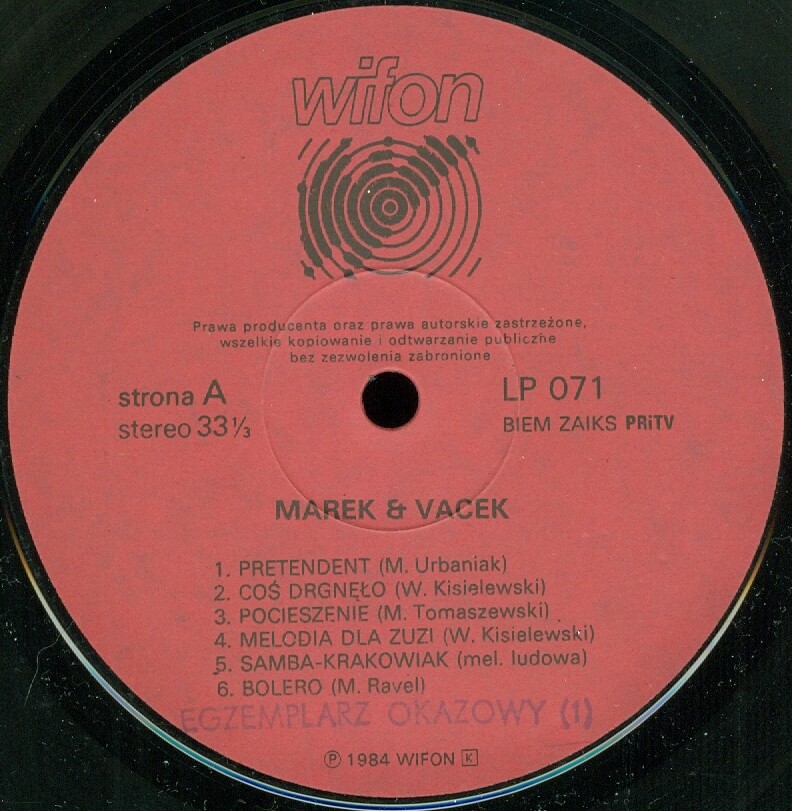 wifon
Prawa producenta oraz prawa autorskie zastrzeżone,
wszelkie kopiowanie i odtwarzanie publiczne
bez zezwolenia zabronione
strona A
stereo 33⅓
LP 071
BIEM ZAIKS PRiTV
MAREK & VACEK
1. PRETENDENT (M. Urbaniak)
2. COŚ DRGNĘŁO (W. Kisielewski)
3. POCIESZENIE (M. Tomaszewski)
4. MELODIA DLA ZUZI (W. Kisielewski)
5. SAMBA-KRAKOWIAK (mel. ludowa)
6. BOLERO (M. Ravel)
EGZEMPLARZ OKAZOWY (1)
℗ 1984 WIFON K